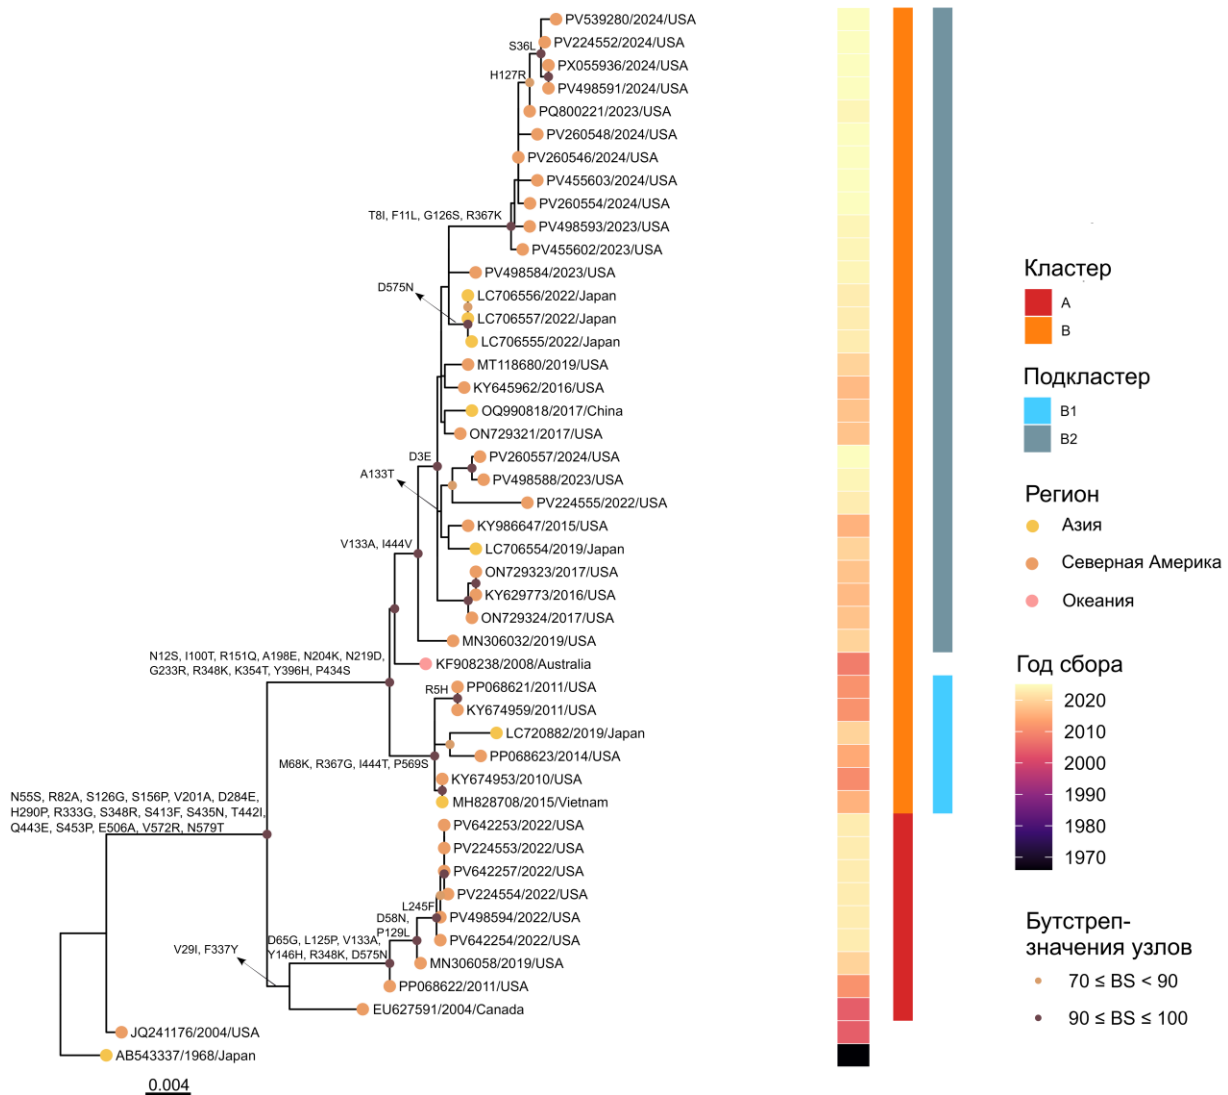 PV539280/2024/USA
S36L
PV224552/2024/USA
PX055936/2024/USA
H127R
PV498591/2024/USA
PQ800221/2023/USA
PV260548/2024/USA
PV260546/2024/USA
PV455603/2024/USA
PV260554/2024/USA
T8I, F11L, G126S, R367K
PV498593/2023/USA
PV455602/2023/USA
PV498584/2023/USA
D575N
LC706556/2022/Japan
LC706557/2022/Japan
LC706555/2022/Japan
MT118680/2019/USA
KY645962/2016/USA
OQ990818/2017/China
ON729321/2017/USA
D3E
PV260557/2024/USA
A133T
PV498588/2023/USA
PV224555/2022/USA
KY986647/2015/USA
V133A, I444V
LC706554/2019/Japan
ON729323/2017/USA
KY629773/2016/USA
ON729324/2017/USA
MN306032/2019/USA
N12S, I100T, R151Q, A198E, N204K, N219D,
G233R, R348K, K354T, Y396H, P434S
KF908238/2008/Australia
R5H
PP068621/2011/USA
KY674959/2011/USA
LC720882/2019/Japan
PP068623/2014/USA
M68K, R367G, I444T, P569S
KY674953/2010/USA
MH828708/2015/Vietnam
N55S, R82A, S126G, S156P, V201A, D284E,
H290P, R333G, S348R, S413F, S435N, T442I,
Q443E, S453P, E506A, V572R, N579T
PV642253/2022/USA
PV224553/2022/USA
PV642257/2022/USA
PV224554/2022/USA
L245F
PV498594/2022/USA
D58N,
P129L
PV642254/2022/USA
D65G, L125P, V133A,
Y146H, R348K, D575N
V29I, F337Y
MN306058/2019/USA
PP068622/2011/USA
EU627591/2004/Canada
JQ241176/2004/USA
AB543337/1968/Japan
0.004
Кластер
A
B
Подкластер
B1
B2
Регион
Азия
Северная Америка
Океания
Год сбора
2020
2010
2000
1990
1980
1970
Бутстреп-
значения узлов
70 ≤ BS < 90
90 ≤ BS ≤ 100